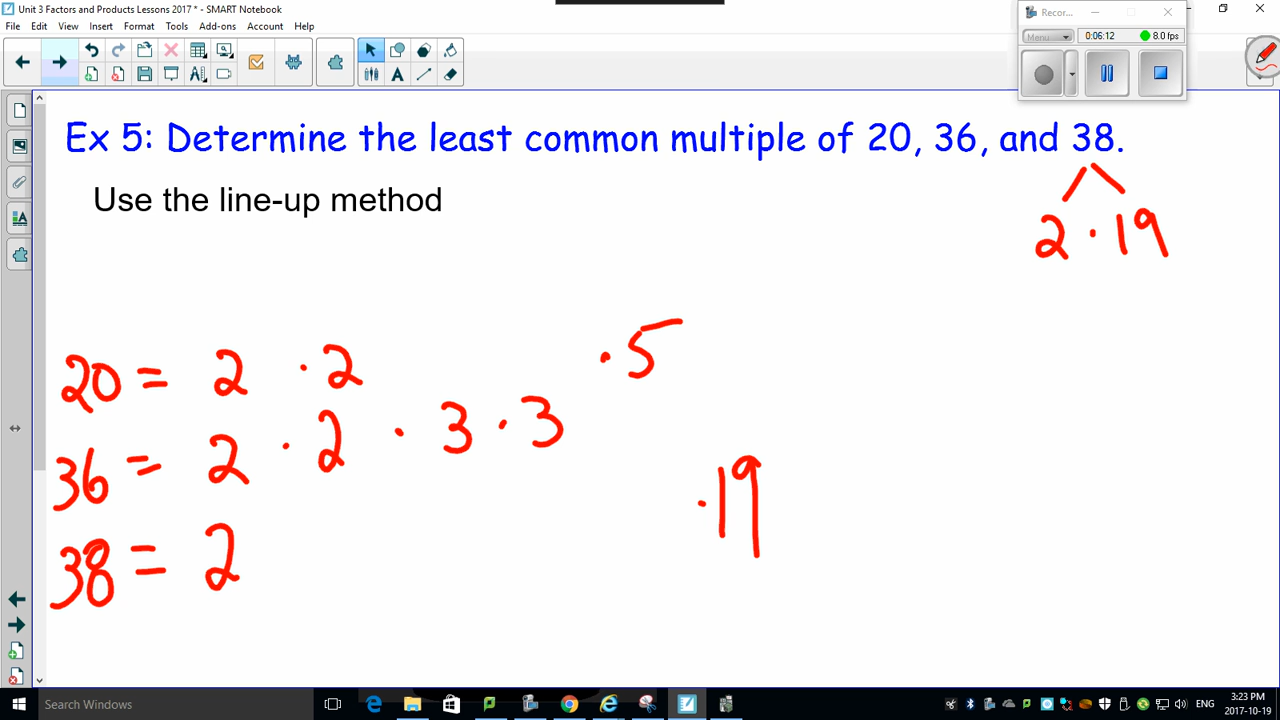 Unit 3 Factors and Products Lessons 2017 * - SMART Notebook
Recor...
File Edit View Insert Format Tools Add-ons Account Help
Menu
0:06:12
8.0 fps
Ex 5: Determine the least common multiple of 20, 36, and 38.
Use the line-up method
2 · 19
20 = 2 · 2 · 5
36 = 2 · 2 · 3 · 3
38 = 2 · 19
Search Windows
ENG
3:23 PM
2017-10-19